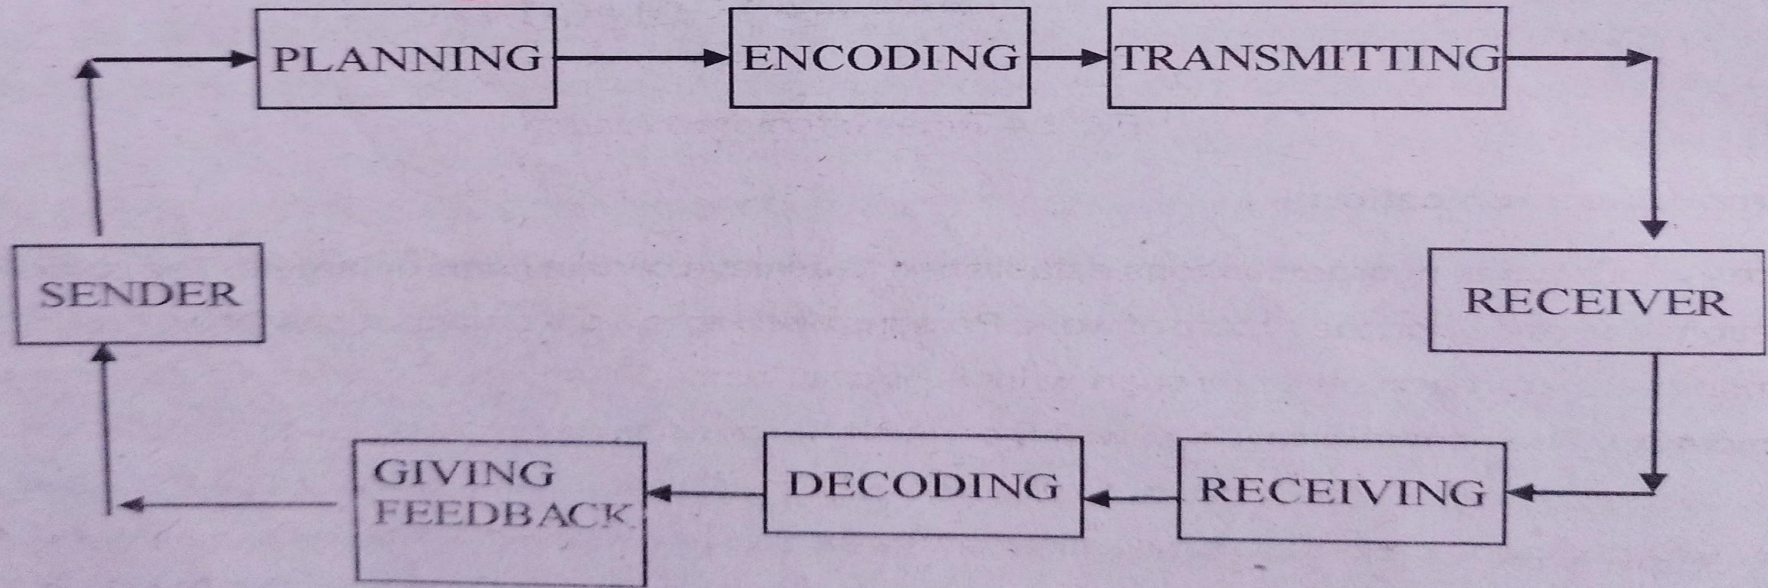 PLANNING
ENCODING
TRANSMITTING
SENDER
RECEIVER
GIVING
FEEDBACK
DECODING
RECEIVING